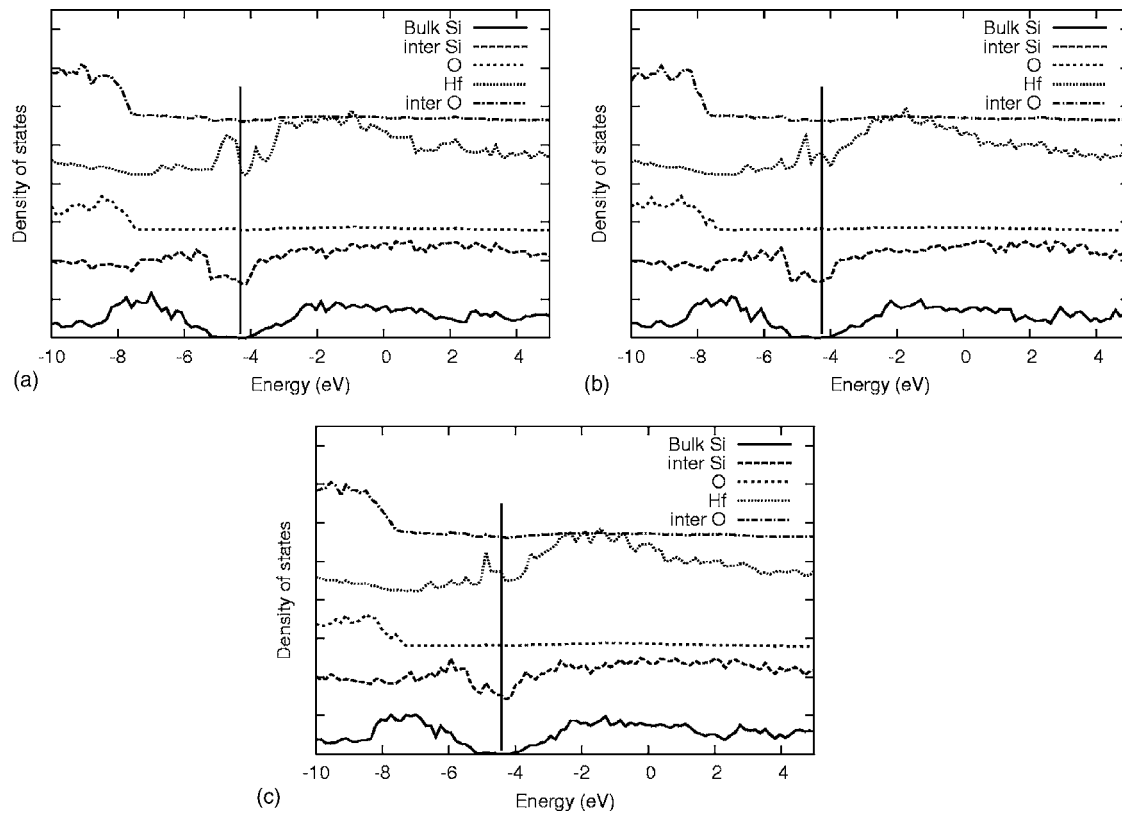 Bulk Si
inter Si
O
Hf
inter O
Density of states
-10 -8 -6 -4 -2 0 2 4
Energy (eV)
(a)
Bulk Si
inter Si
O
Hf
inter O
Density of states
-10 -8 -6 -4 -2 0 2 4
Energy (eV)
(b)
Bulk Si
inter Si
O
Hf
inter O
Density of states
-10 -8 -6 -4 -2 0 2 4
Energy (eV)
(c)